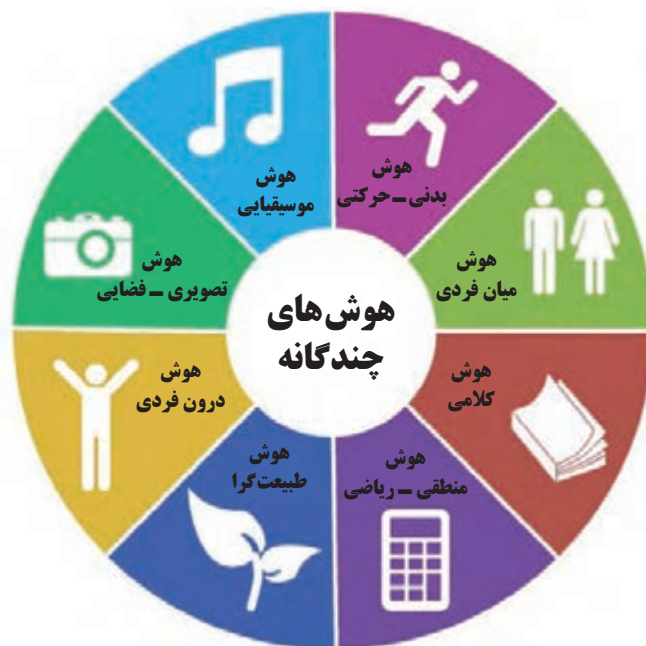 هوش‌های
چندگانه
هوش
بدنی ـ حرکتی
هوش
میان فردی
هوش
کلامی
هوش
منطقی ـ ریاضی
هوش
طبیعت‌گرا
هوش
درون فردی
هوش
تصویری ـ فضایی
هوش
موسیقیایی